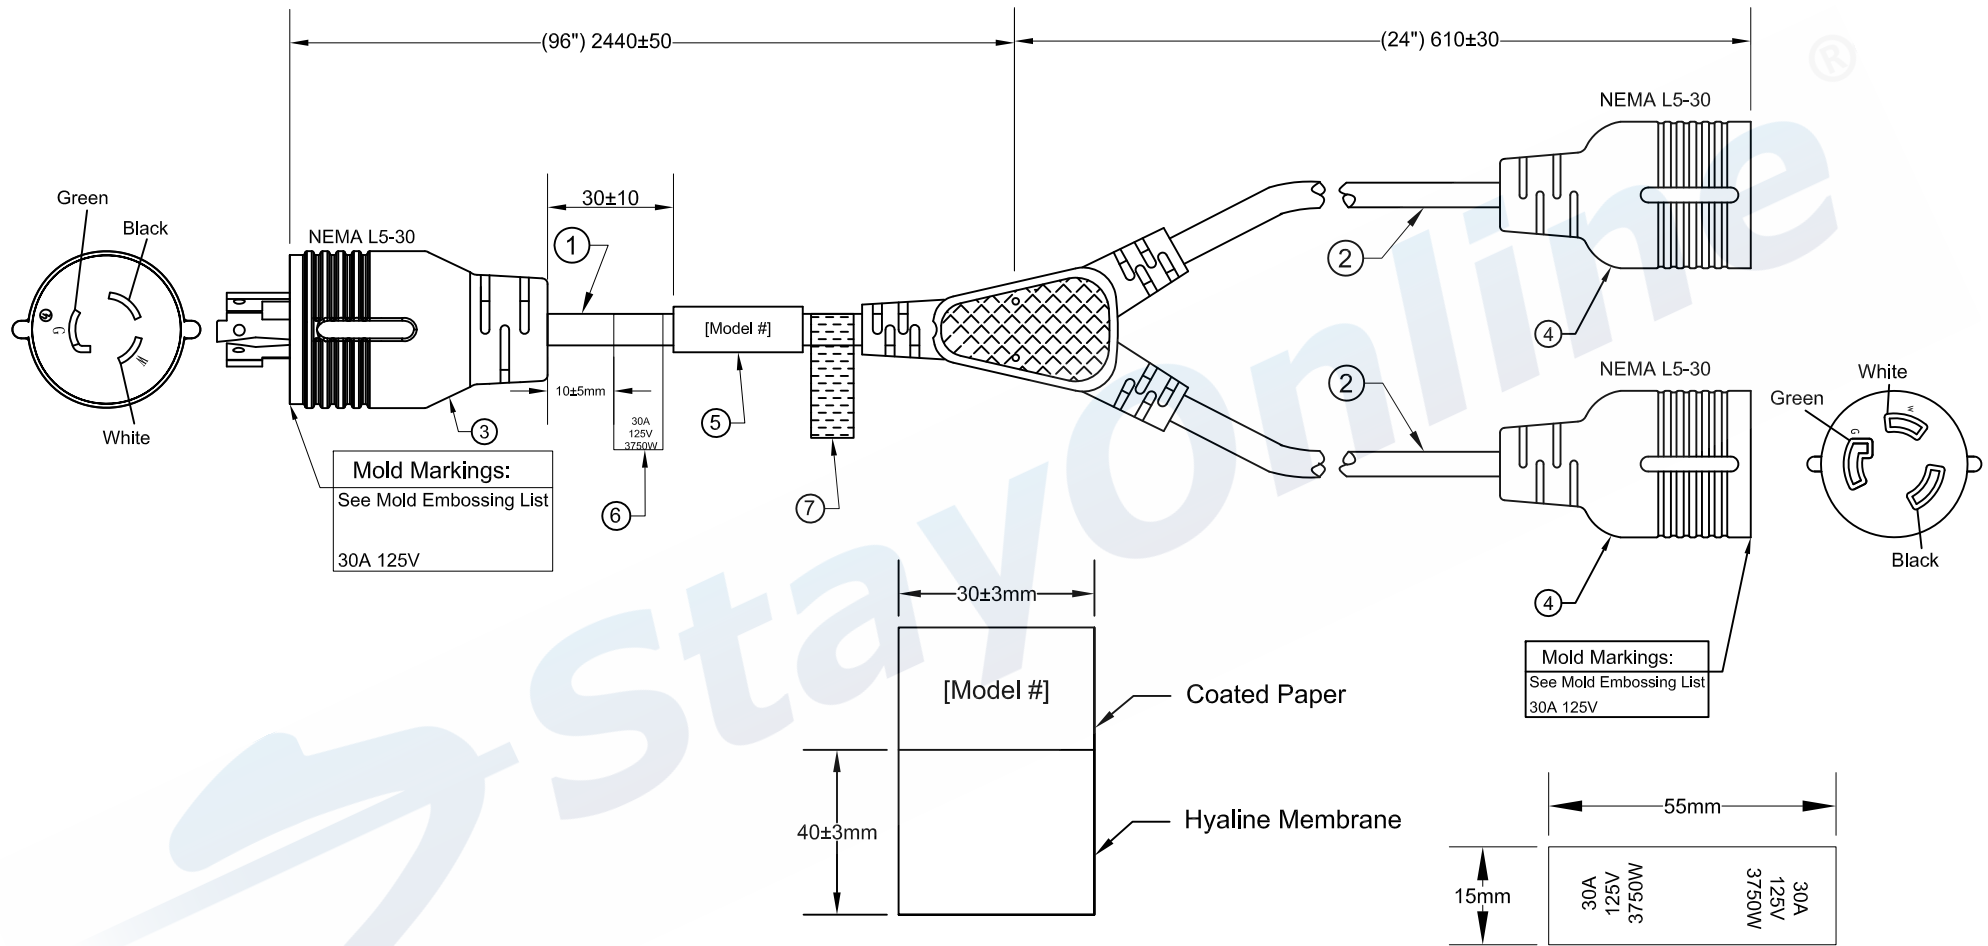 (96") 2440±50
(24") 610±30
®
NEMA L5-30
Green
Black
30±10
NEMA L5-30
1
2
G
W
White
[Model #]
10±5mm
30A
125V
3750W
3
5
4
NEMA L5-30
2
White
Green
W
G
Black
Mold Markings:
See Mold Embossing List
30A 125V
6
7
4
30±3mm
[Model #]
Coated Paper
Hyaline Membrane
40±3mm
Mold Markings:
See Mold Embossing List
30A 125V
55mm
15mm
30A
125V
3750W
30A
125V
3750W
StayOnline